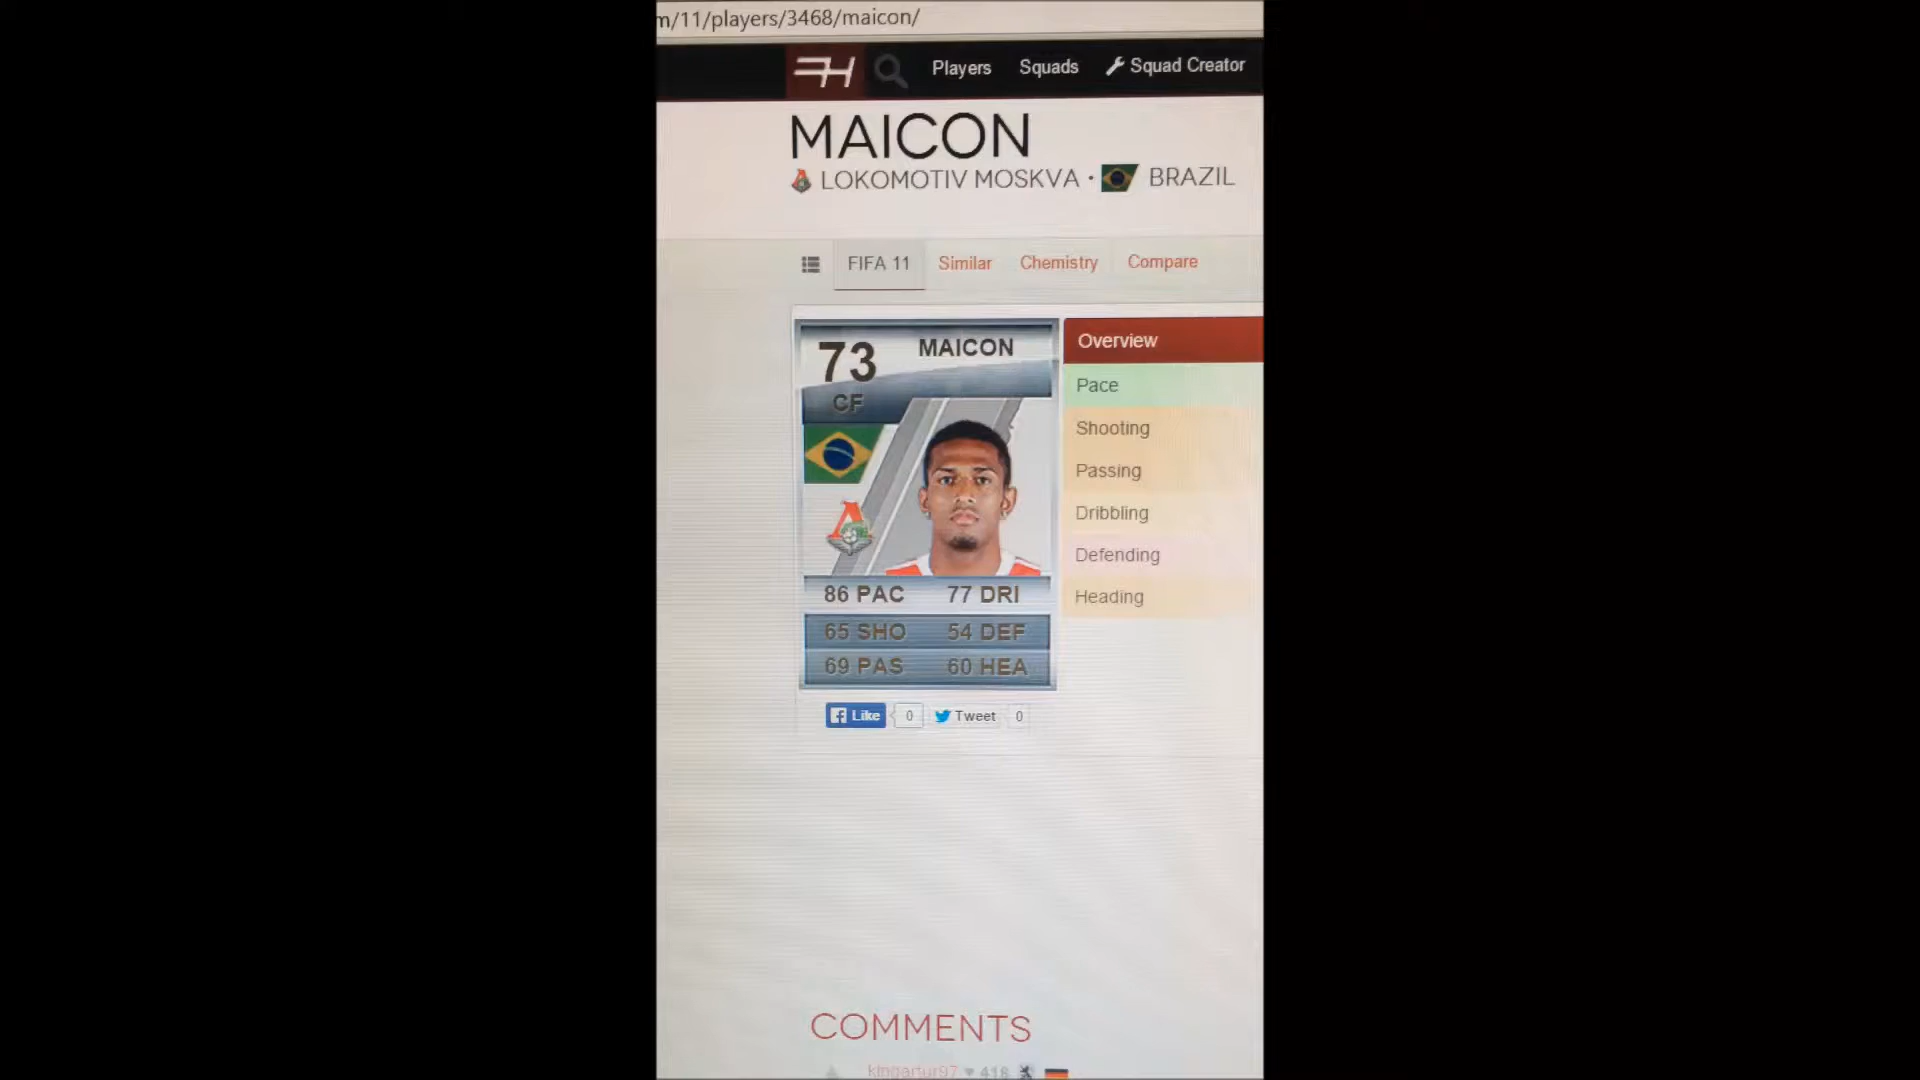 m/11/players/3468/maicon/
Players Squads Squad Creator
MAICON
LOKOMOTIV MOSKVA • BRAZIL
FIFA 11 Similar Chemistry Compare
73 MAICON
CF
86 PAC 77 DRI
65 SHO 54 DEF
69 PAS 60 HEA
Like 0 Tweet 0
Overview
Pace
Shooting
Passing
Dribbling
Defending
Heading
COMMENTS
kingartur97 ♥ 418